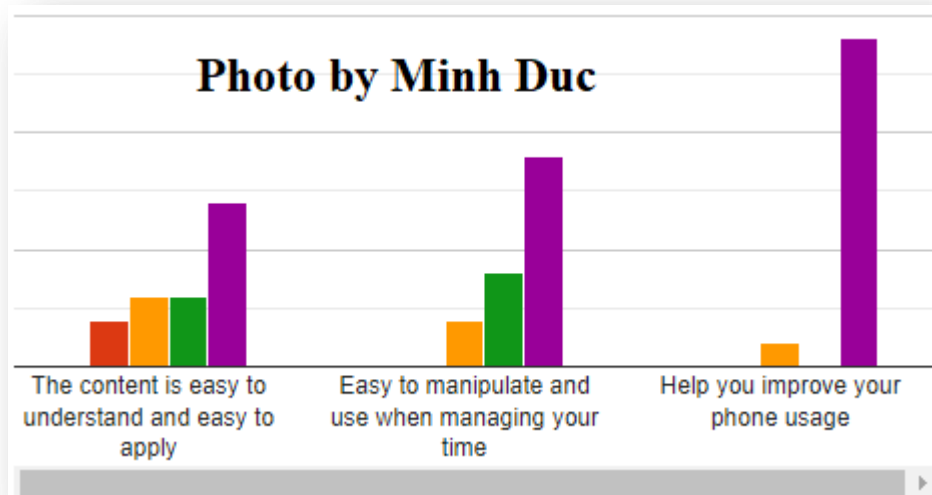 Photo by Minh Duc
The content is easy to
understand and easy to
apply
Easy to manipulate and
use when managing your
time
Help you improve your
phone usage